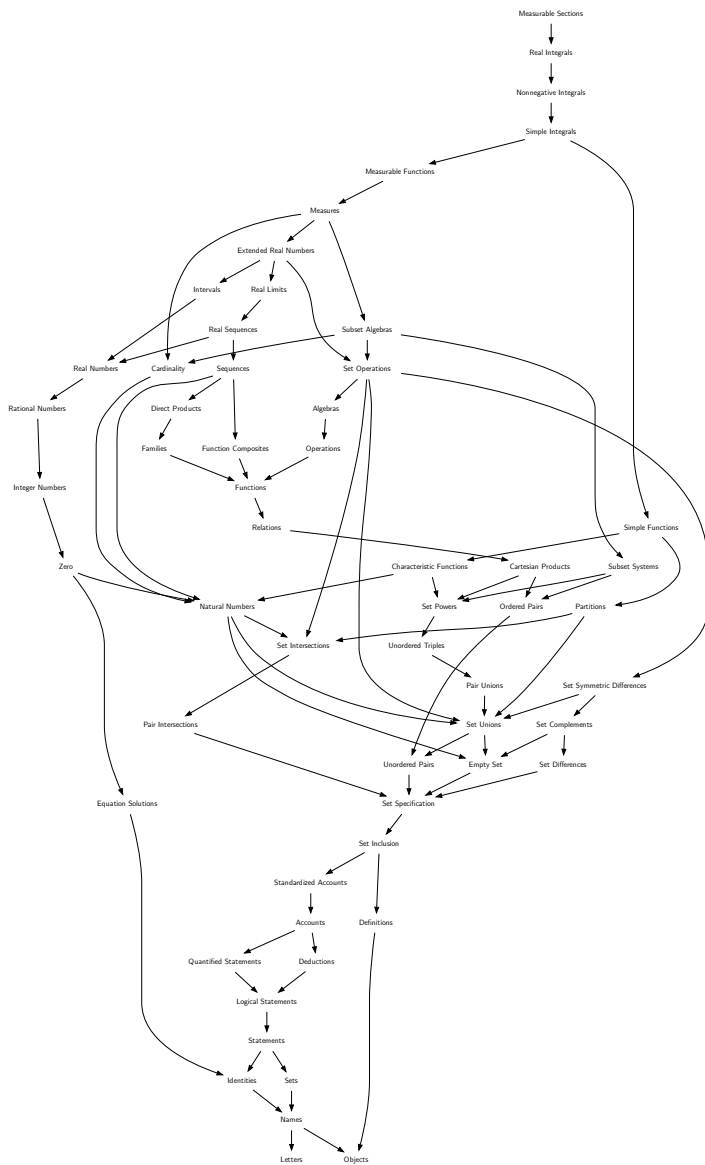 Measurable Sections
Real Integrals
Nonnegative Integrals
Simple Integrals
Measurable Functions
Measures
Extended Real Numbers
Intervals
Real Limits
Real Sequences
Subset Algebras
Real Numbers
Cardinality
Sequences
Set Operations
Rational Numbers
Direct Products
Algebras
Families
Function Composites
Operations
Integer Numbers
Functions
Relations
Simple Functions
Zero
Characteristic Functions
Cartesian Products
Subset Systems
Natural Numbers
Set Powers
Ordered Pairs
Partitions
Set Intersections
Unordered Triples
Pair Unions
Set Symmetric Differences
Pair Intersections
Set Unions
Set Complements
Unordered Pairs
Empty Set
Set Differences
Equation Solutions
Set Specification
Set Inclusion
Standardized Accounts
Accounts
Definitions
Quantified Statements
Deductions
Logical Statements
Statements
Identities
Sets
Names
Letters
Objects